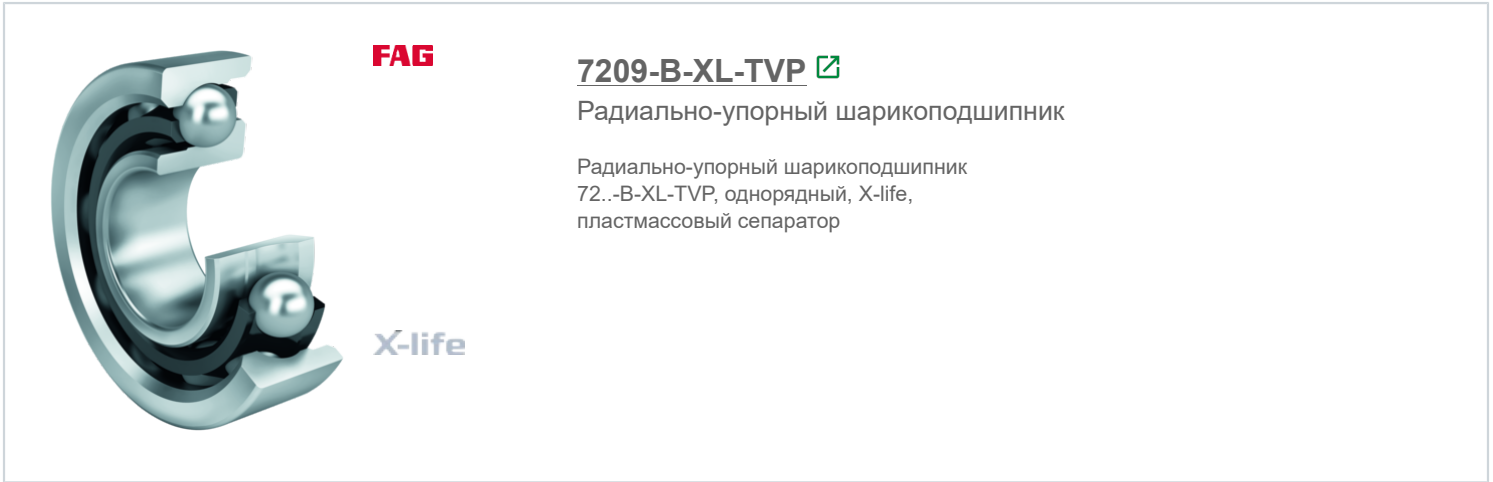 FAG
7209-B-XL-TVP
Радиально-упорный шарикоподшипник
Радиально-упорный шарикоподшипник
72..-B-XL-TVP, однорядный, X-life,
пластмассовый сепаратор
X-life